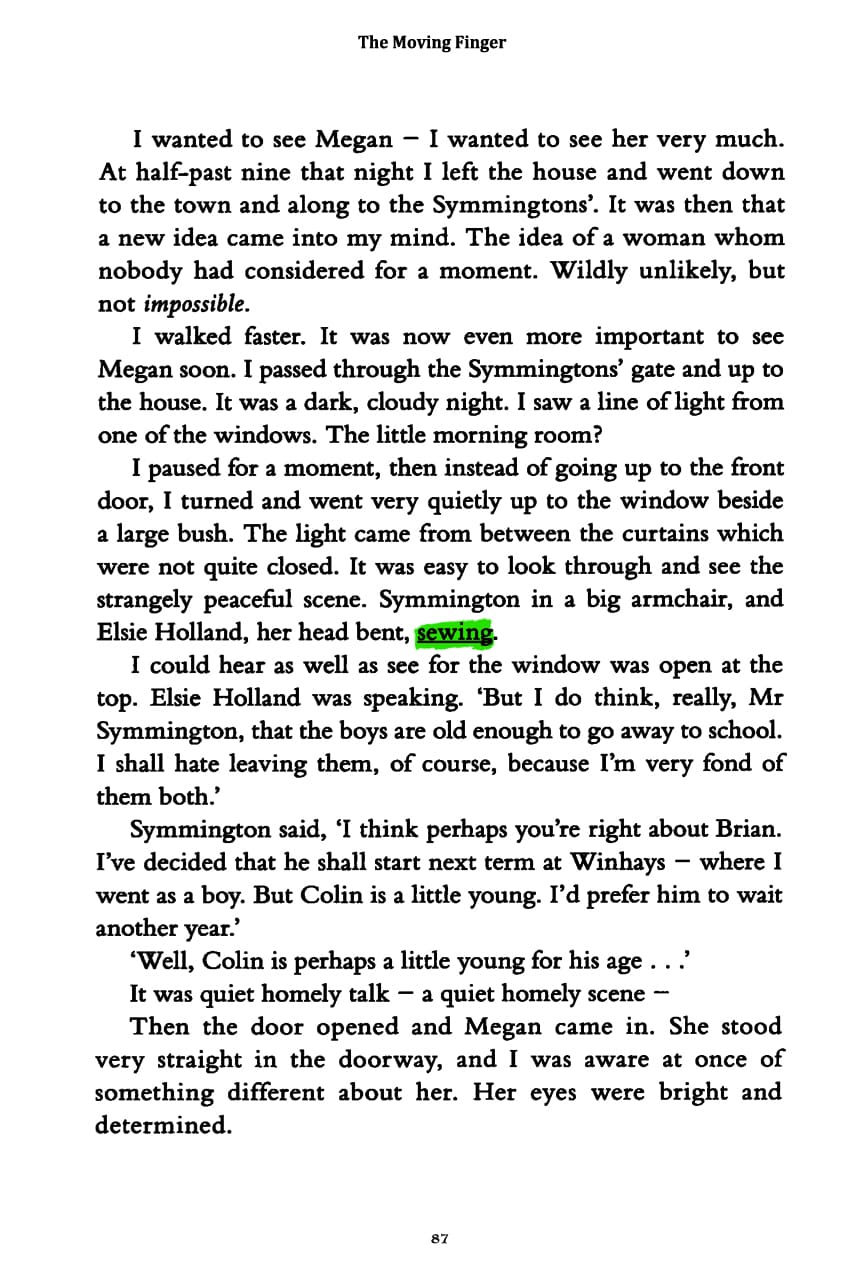 The Moving Finger
I wanted to see Megan – I wanted to see her very much.
At half-past nine that night I left the house and went down
to the town and along to the Symmingtons’. It was then that
a new idea came into my mind. The idea of a woman whom
nobody had considered for a moment. Wildly unlikely, but
not impossible.
I walked faster. It was now even more important to see
Megan soon. I passed through the Symmingtons’ gate and up to
the house. It was a dark, cloudy night. I saw a line of light from
one of the windows. The little morning room?
I paused for a moment, then instead of going up to the front
door, I turned and went very quietly up to the window beside
a large bush. The light came from between the curtains which
were not quite closed. It was easy to look through and see the
strangely peaceful scene. Symmington in a big armchair, and
Elsie Holland, her head bent, sewing.
I could hear as well as see for the window was open at the
top. Elsie Holland was speaking. ‘But I do think, really, Mr
Symmington, that the boys are old enough to go away to school.
I shall hate leaving them, of course, because I’m very fond of
them both.’
Symmington said, ‘I think perhaps you’re right about Brian.
I’ve decided that he shall start next term at Winhays – where I
went as a boy. But Colin is a little young. I’d prefer him to wait
another year.’
‘Well, Colin is perhaps a little young for his age . . .’
It was quiet homely talk – a quiet homely scene –
Then the door opened and Megan came in. She stood
very straight in the doorway, and I was aware at once of
something different about her. Her eyes were bright and
determined.
87